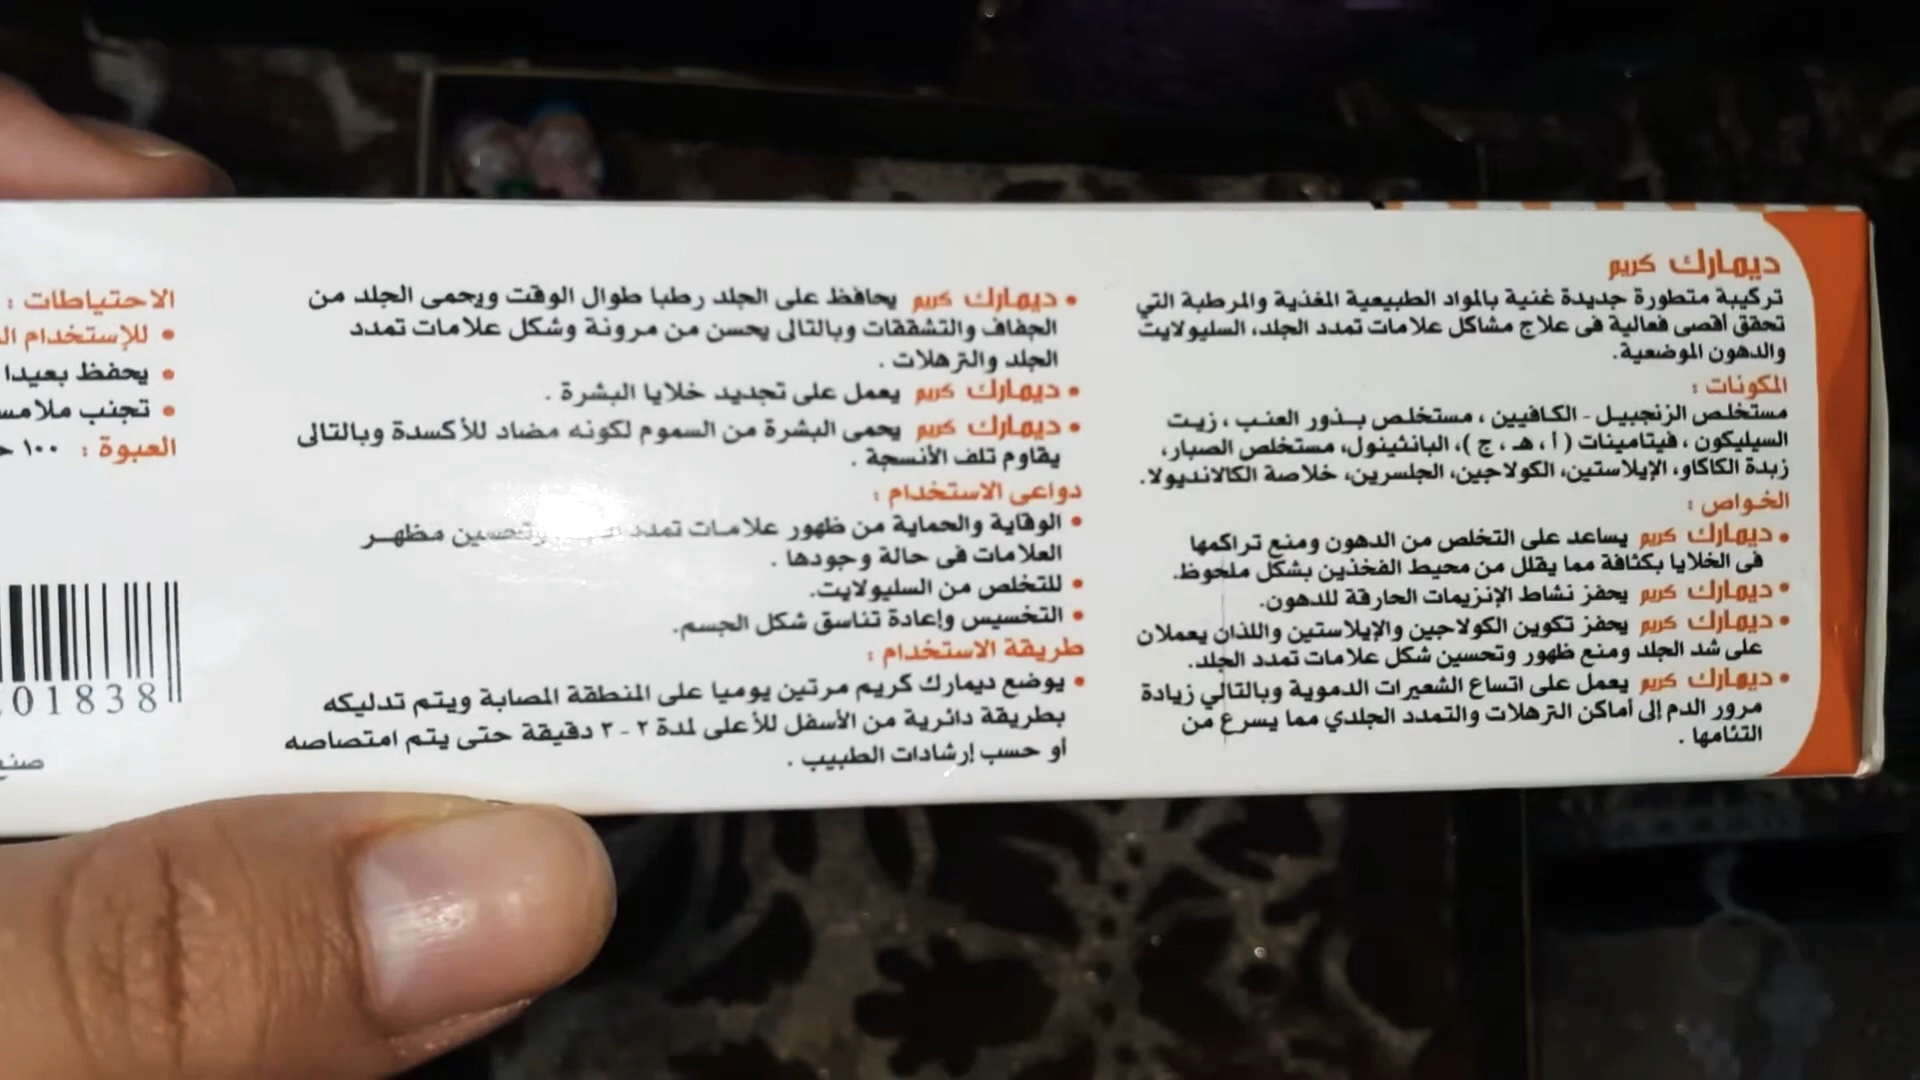 ديمارك كريم
تركيبة متطورة جديدة غنية بالمواد الطبيعية المغذية والمرطبة التي
تحقق أقصى فعالية فى علاج مشاكل علامات تمدد الجلد، السليولايت
والدهون الموضعية.
المكونات :
مستخلص الزنجبيل - الكافيين ، مستخلص بذور العنب ، زيت
السيليكون ، فيتامينات ( أ ، هـ ، ج )، البانثينول، مستخلص الصبار،
زبدة الكاكاو، الإيلاستين، الكولاجين، الجلسرين، خلاصة الكالانديولا.
الخواص :
• ديمارك كريم يساعد على التخلص من الدهون ومنع تراكمها
فى الخلايا بكثافة مما يقلل من محيط الفخذين بشكل ملحوظ.
• ديمارك كريم يحفز نشاط الإنزيمات الحارقة للدهون.
• ديمارك كريم يحفز تكوين الكولاجين والإيلاستين واللذان يعملان
على شد الجلد ومنع ظهور وتحسين شكل علامات تمدد الجلد.
• ديمارك كريم يعمل على اتساع الشعيرات الدموية وبالتالي زيادة
مرور الدم إلى أماكن الترهلات والتمدد الجلدي مما يسرع من
التئامها .
• ديمارك كريم يحافظ على الجلد رطبا طوال الوقت ويحمى الجلد من
الجفاف والتشققات وبالتالى يحسن من مرونة وشكل علامات تمدد
الجلد والترهلات .
• ديمارك كريم يعمل على تجديد خلايا البشرة .
• ديمارك كريم يحمى البشرة من السموم لكونه مضاد للأكسدة وبالتالى
يقاوم تلف الأنسجة .
دواعى الاستخدام :
• الوقاية والحماية من ظهور علامات تمدد وتحسين مظهر
العلامات فى حالة وجودها .
• للتخلص من السليولايت.
• التخسيس وإعادة تناسق شكل الجسم.
طريقة الاستخدام :
• يوضع ديمارك كريم مرتين يوميا على المنطقة المصابة ويتم تدليكه
بطريقة دائرية من الأسفل للأعلى لمدة ٢ - ٣ دقيقة حتى يتم امتصاصه
أو حسب إرشادات الطبيب .
الاحتياطات :
• للإستخدام
• يحفظ بعيدا
• تجنب
العبوة : ١٠٠
01838